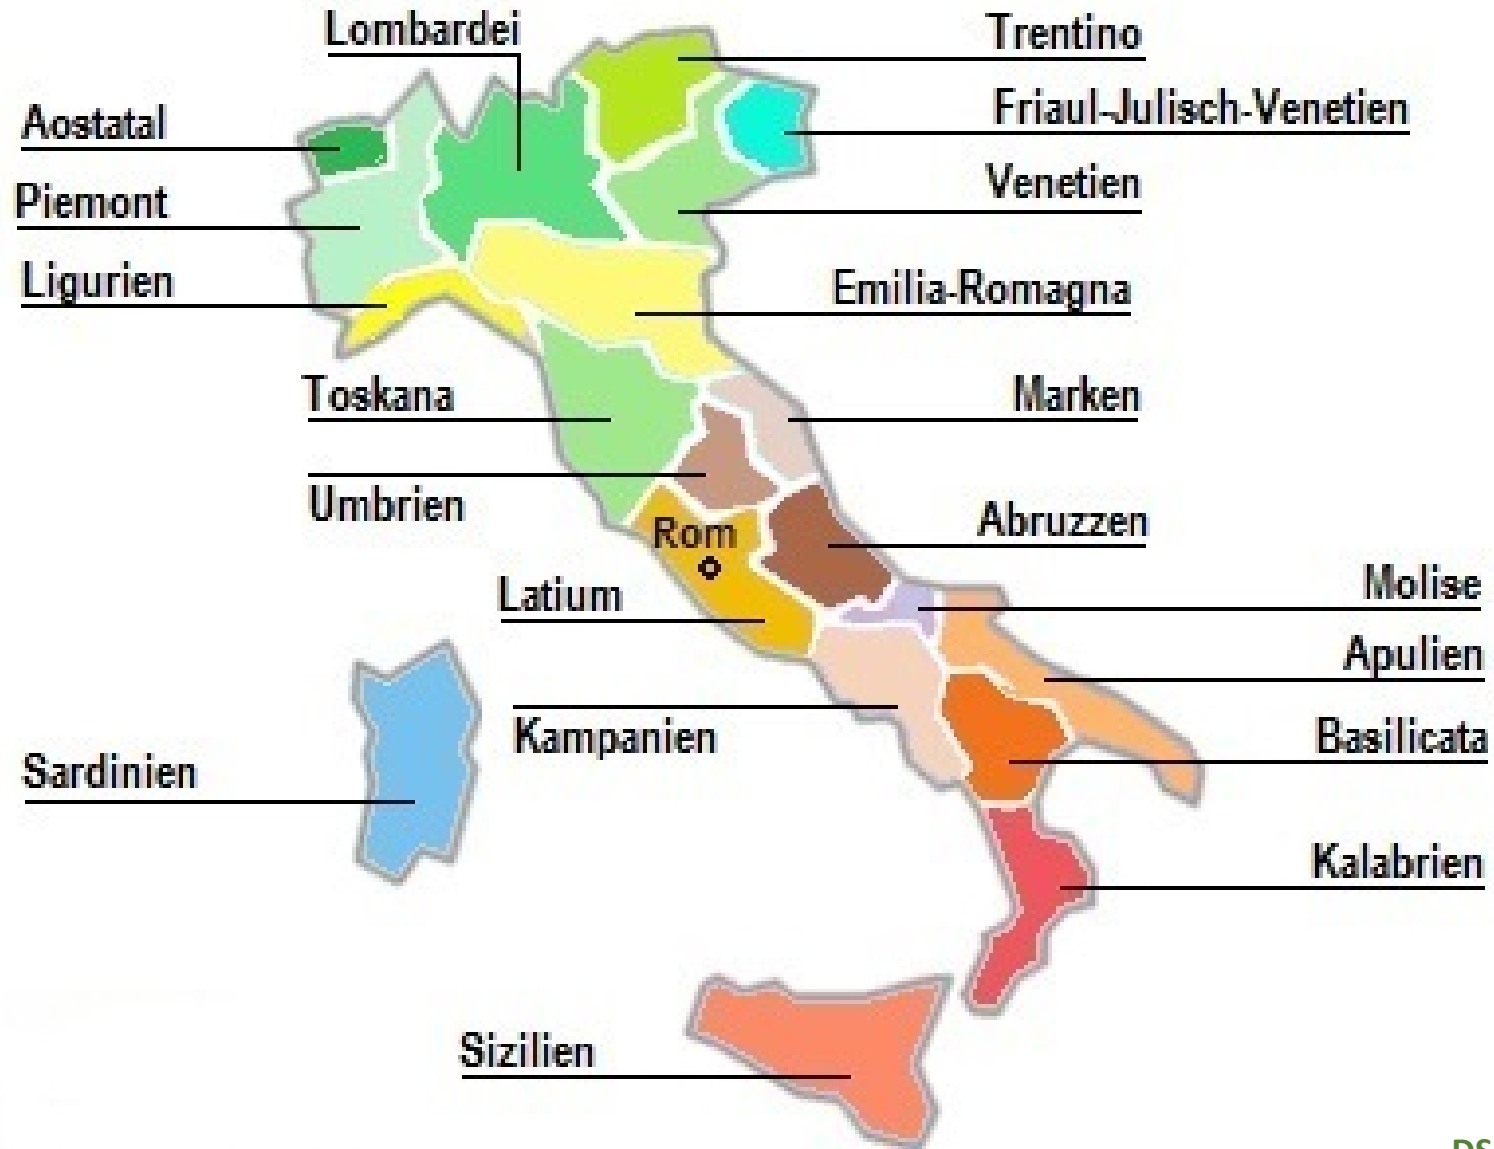 Lombardei
Trentino
Aostatal
Friaul-Julisch-Venetien
Piemont
Venetien
Ligurien
Emilia-Romagna
Toskana
Marken
Umbrien
Rom
Abruzzen
Latium
Molise
Apulien
Kampanien
Basilicata
Sardinien
Kalabrien
Sizilien
DS